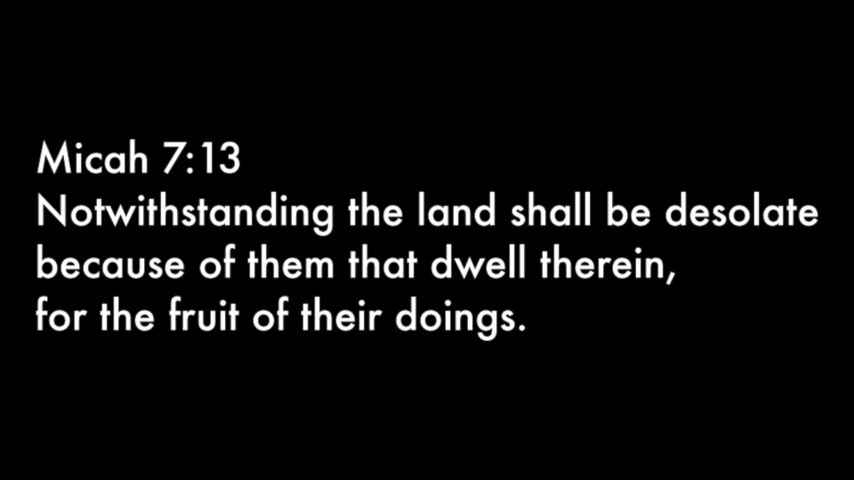 Micah 7:13
Notwithstanding the land shall be desolate
because of them that dwell therein,
for the fruit of their doings.